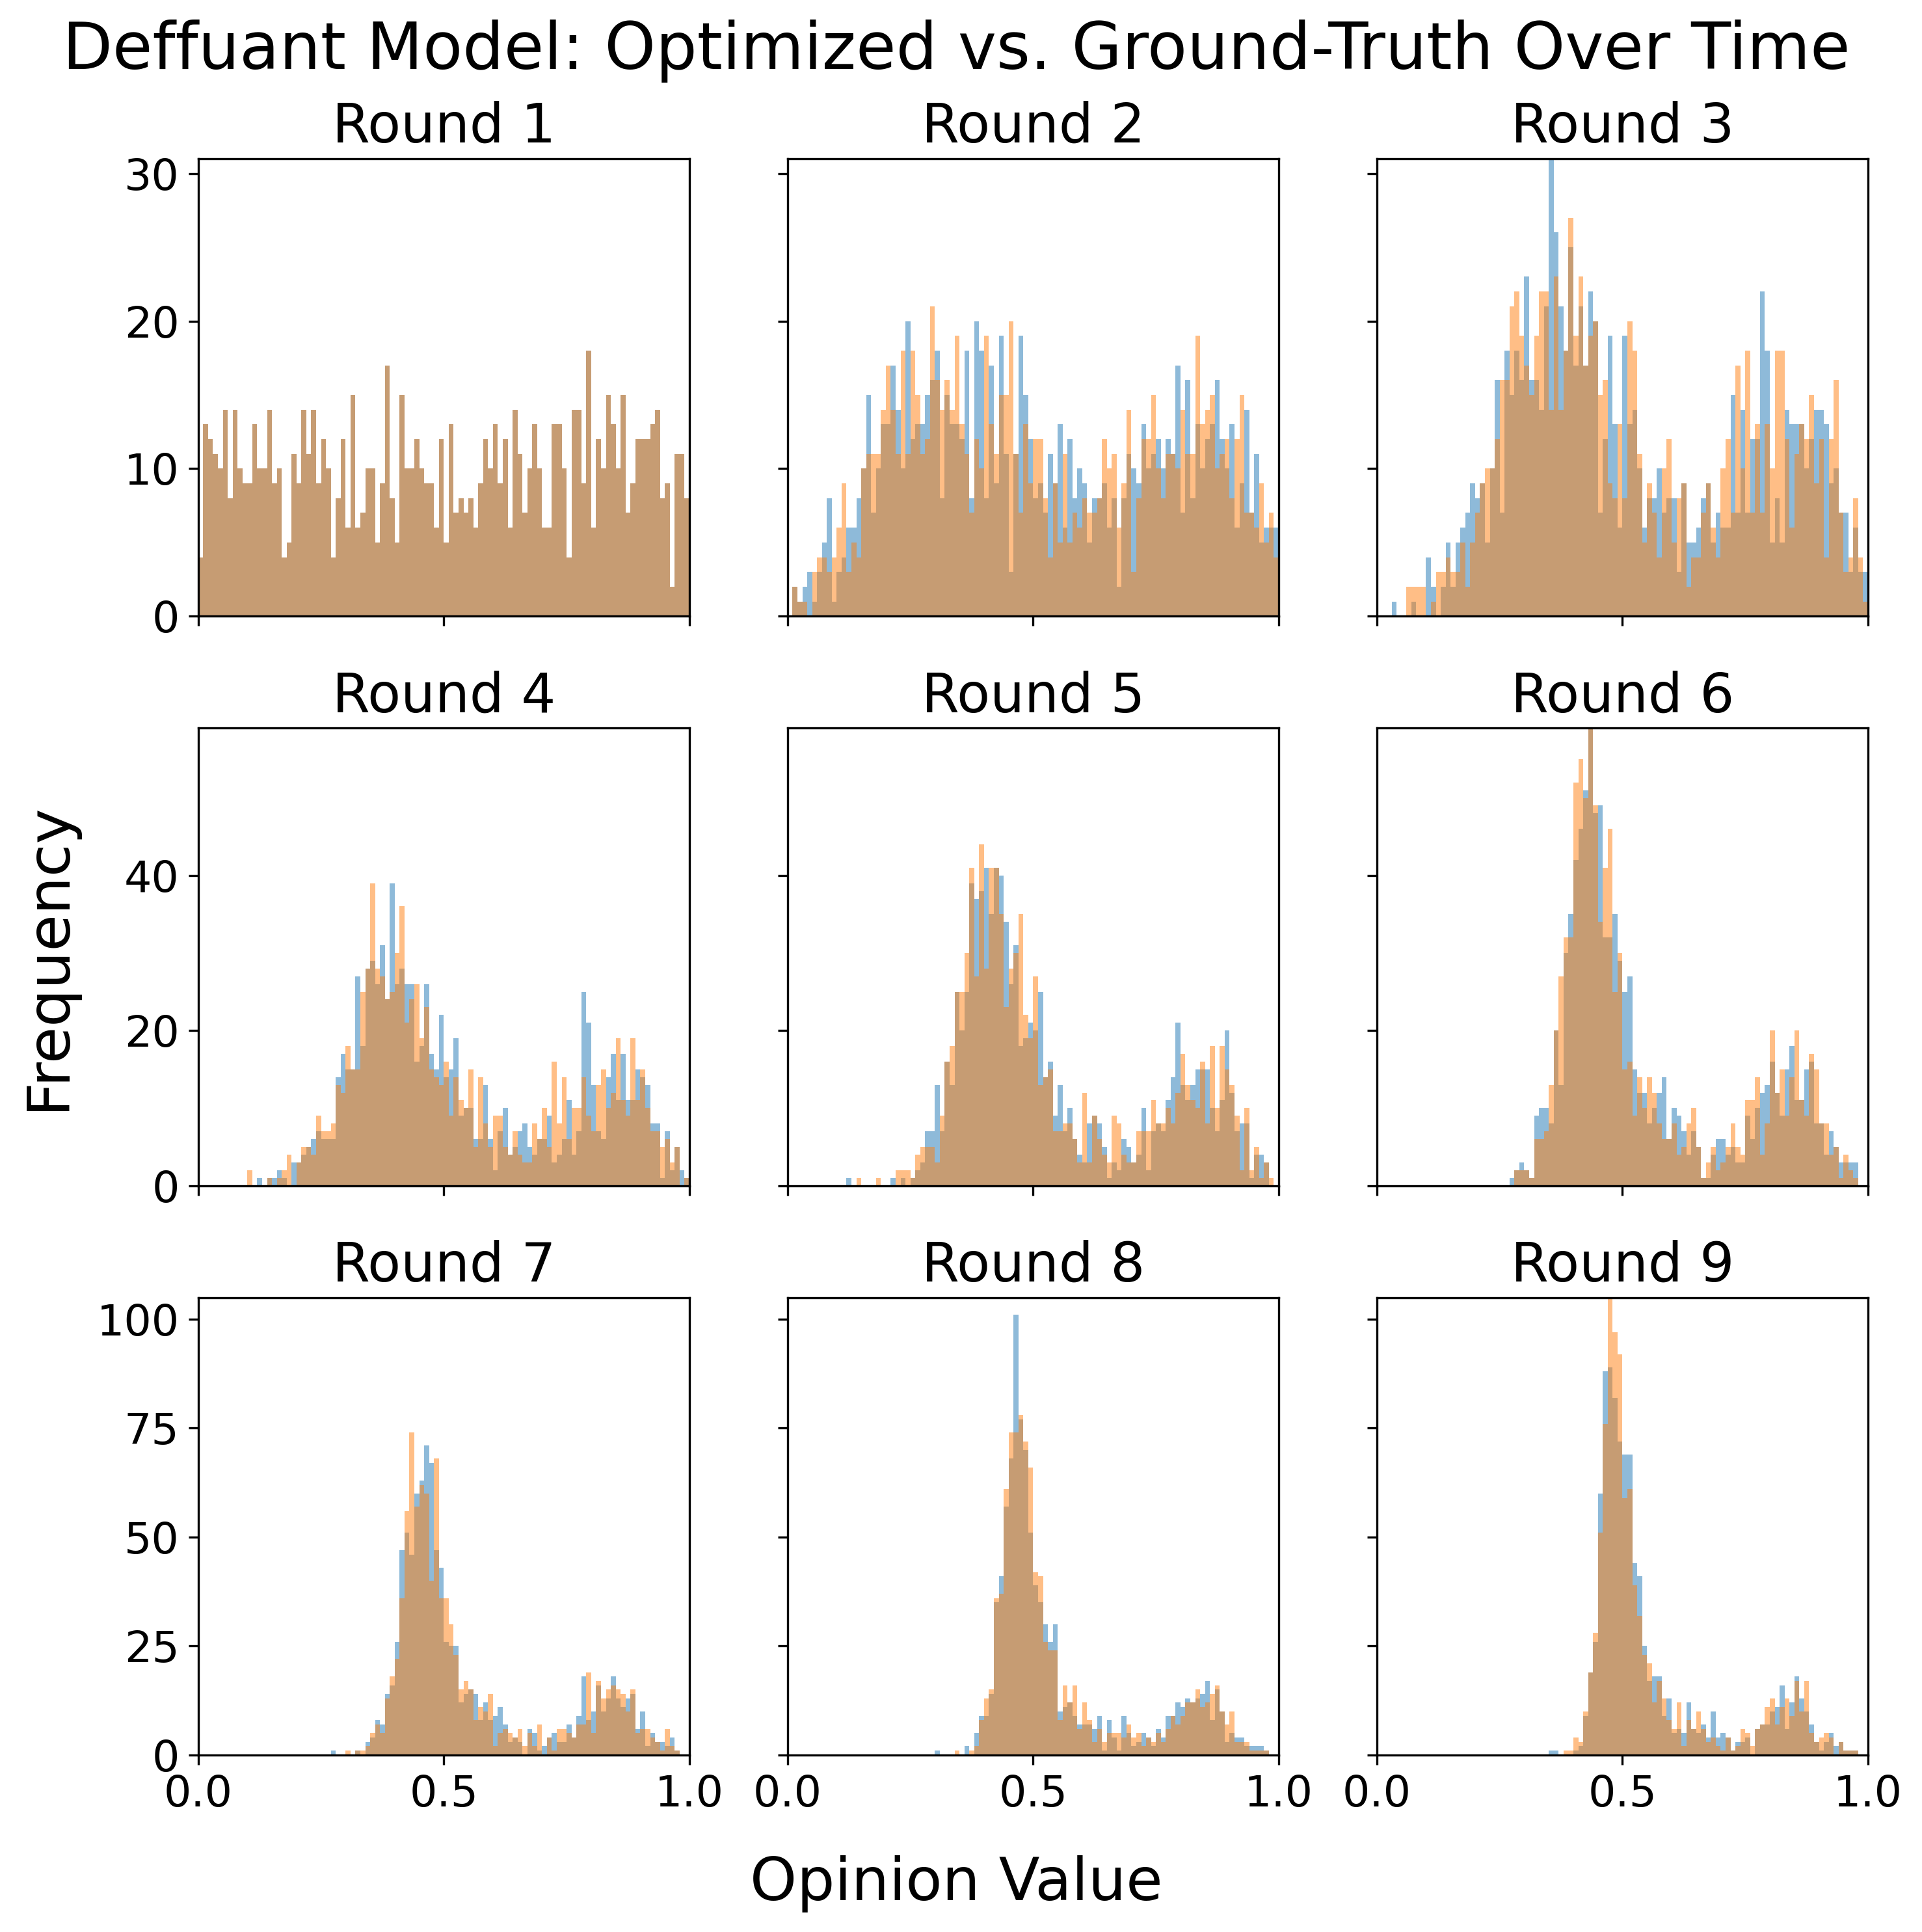 Deffuant Model: Optimized vs. Ground-Truth Over Time
Round 1
Round 2
Round 3
30
20
10
0
Round 4
Round 5
Round 6
Frequency
40
20
0
Round 7
Round 8
Round 9
100
75
50
25
0
0.0 0.5 1.0 0.0 0.5 1.0 0.0 0.5 1.0
Opinion Value